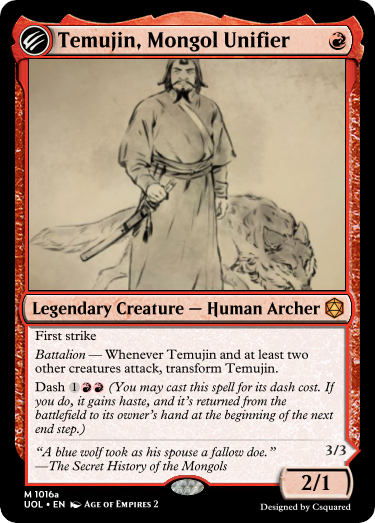 Temujin, Mongol Unifier
Legendary Creature — Human Archer
First strike
Battalion — Whenever Temujin and at least two
other creatures attack, transform Temujin.
Dash 1 (You may cast this spell for its dash cost. If
you do, it gains haste, and it's returned from the
battlefield to its owner's hand at the beginning of the next
end step.)
3/3
“A blue wolf took as his spouse a fallow doe.”
—The Secret History of the Mongols
2/1
M 1016a
UOL • EN Age of Empires 2
Designed by Csquared